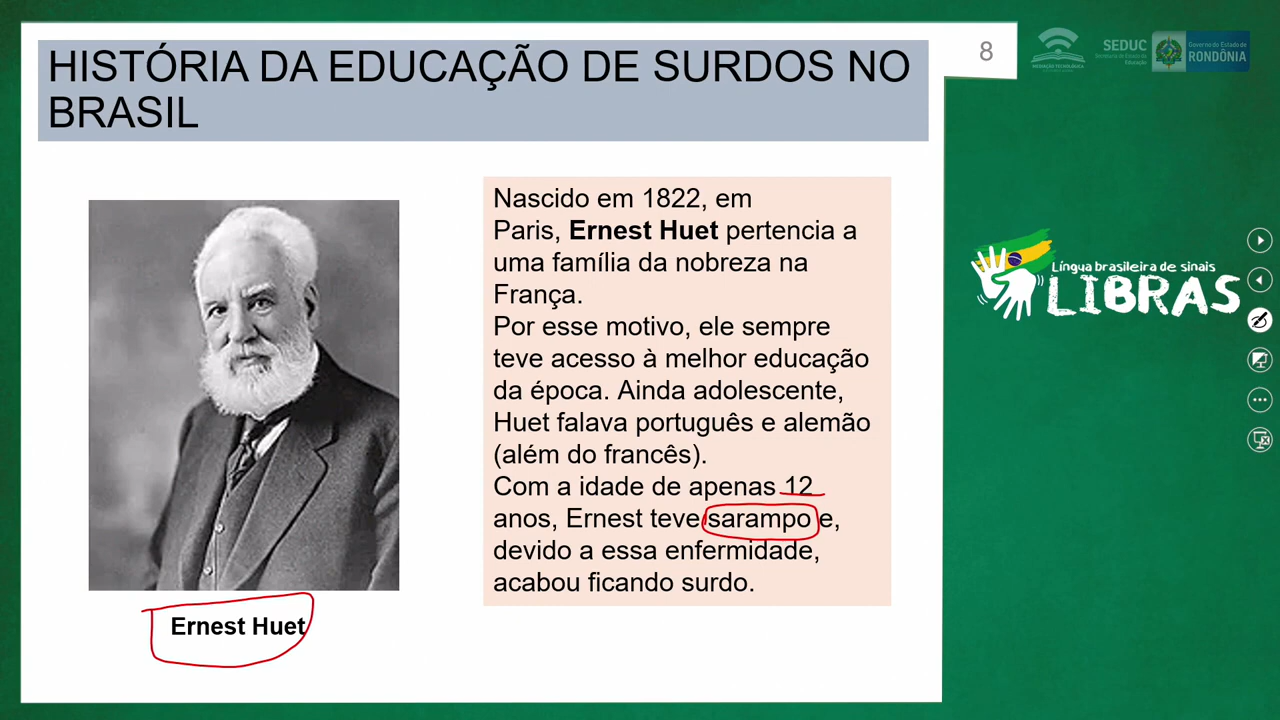 HISTÓRIA DA EDUCAÇÃO DE SURDOS NO
BRASIL
8
MEDIAÇÃO TECNOLÓGICA
SEDUC
Secretaria de Estado da
Educação
Governo do Estado de
RONDÔNIA
Nascido em 1822, em
Paris, Ernest Huet pertencia a
uma família da nobreza na
França.
Por esse motivo, ele sempre
teve acesso à melhor educação
da época. Ainda adolescente,
Huet falava português e alemão
(além do francês).
Com a idade de apenas 12
anos, Ernest teve sarampo e,
devido a essa enfermidade,
acabou ficando surdo.
Ernest Huet
Língua brasileira de sinais
LIBRAS